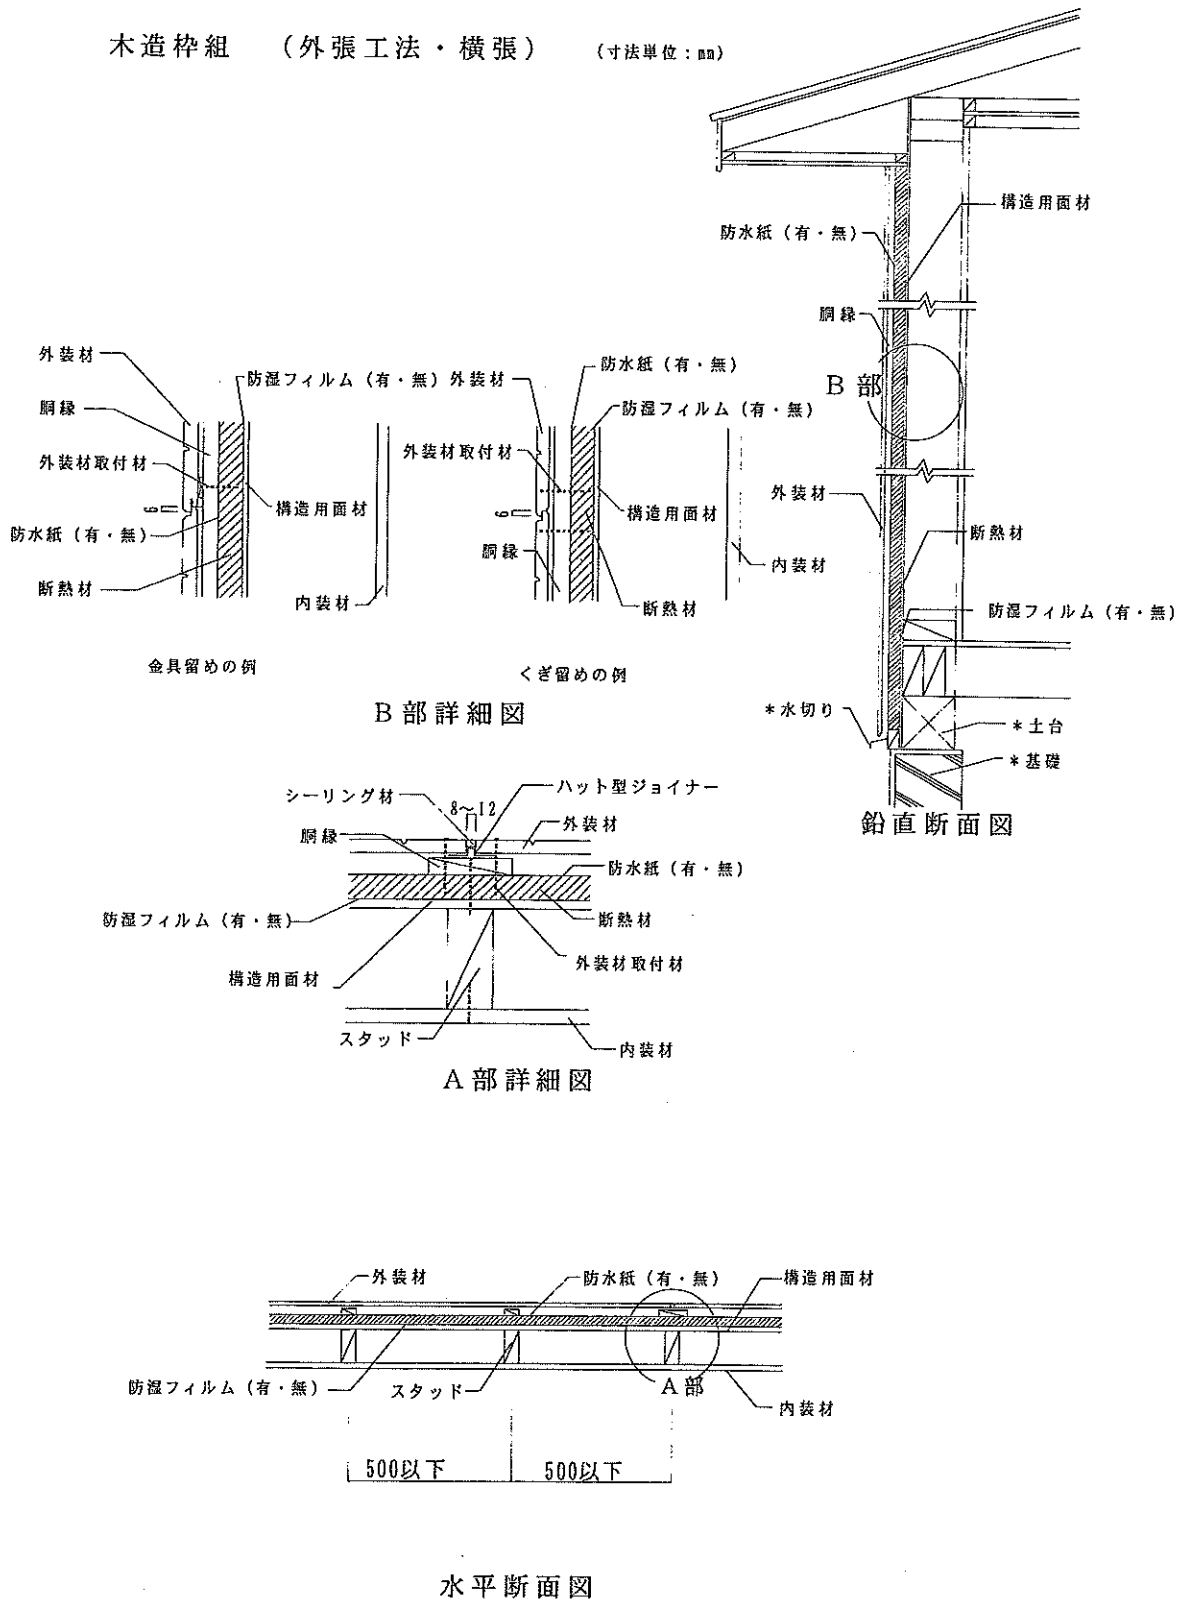 木造枠組 （外張工法・横張） （寸法単位：㎜）
構造用面材
防水紙（有・無）
胴縁
B部
外装材
断熱材
防湿フィルム（有・無）
＊水切り
＊土台
＊基礎
鉛直断面図
外装材
防湿フィルム（有・無）
胴縁
外装材取付材
6
構造用面材
防水紙（有・無）
断熱材
内装材
金具留めの例
防水紙（有・無）
外装材
防湿フィルム（有・無）
外装材取付材
6
構造用面材
胴縁
内装材
断熱材
くぎ留めの例
B部詳細図
シーリング材
8～12
ハット型ジョイナー
胴縁
外装材
防水紙（有・無）
防湿フィルム（有・無）
断熱材
構造用面材
外装材取付材
スタッド
内装材
A部詳細図
外装材
防水紙（有・無）
構造用面材
防湿フィルム（有・無）
スタッド
A部
内装材
500以下
500以下
水平断面図